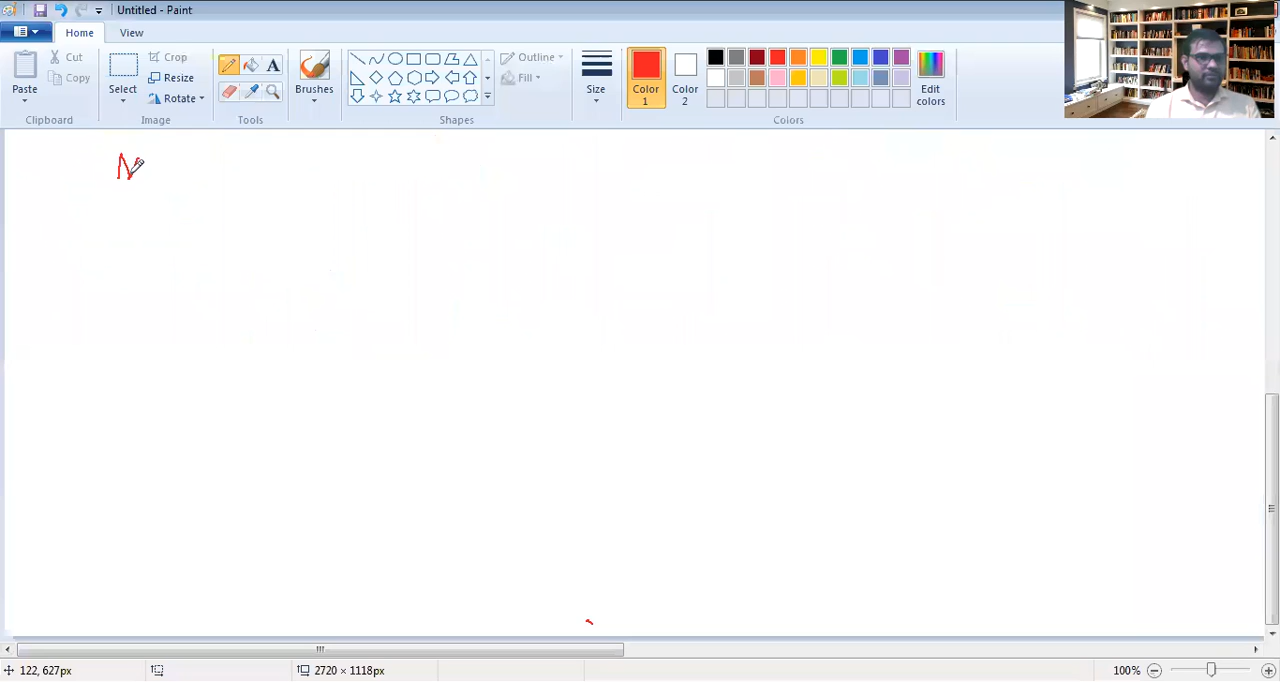 Untitled - Paint
Home View
Paste
Cut
Copy
Clipboard
Select
Crop
Resize
Rotate
Image
Tools
Brushes
Shapes
Outline
Fill
Size
Color 1
Color 2
Edit colors
Colors
N
122, 627px
2720 × 1118px
100%